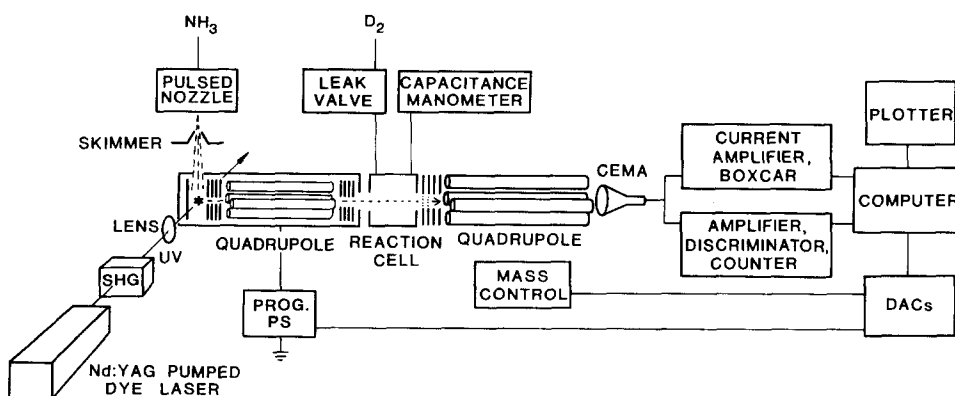 NH3
D2
PULSED
NOZZLE
LEAK
VALVE
CAPACITANCE
MANOMETER
PLOTTER
SKIMMER
CURRENT
AMPLIFIER,
BOXCAR
CEMA
COMPUTER
LENS
UV
QUADRUPOLE
REACTION
CELL
QUADRUPOLE
AMPLIFIER,
DISCRIMINATOR,
COUNTER
SHG
MASS
CONTROL
PROG.
PS
DACs
Nd:YAG PUMPED
DYE LASER